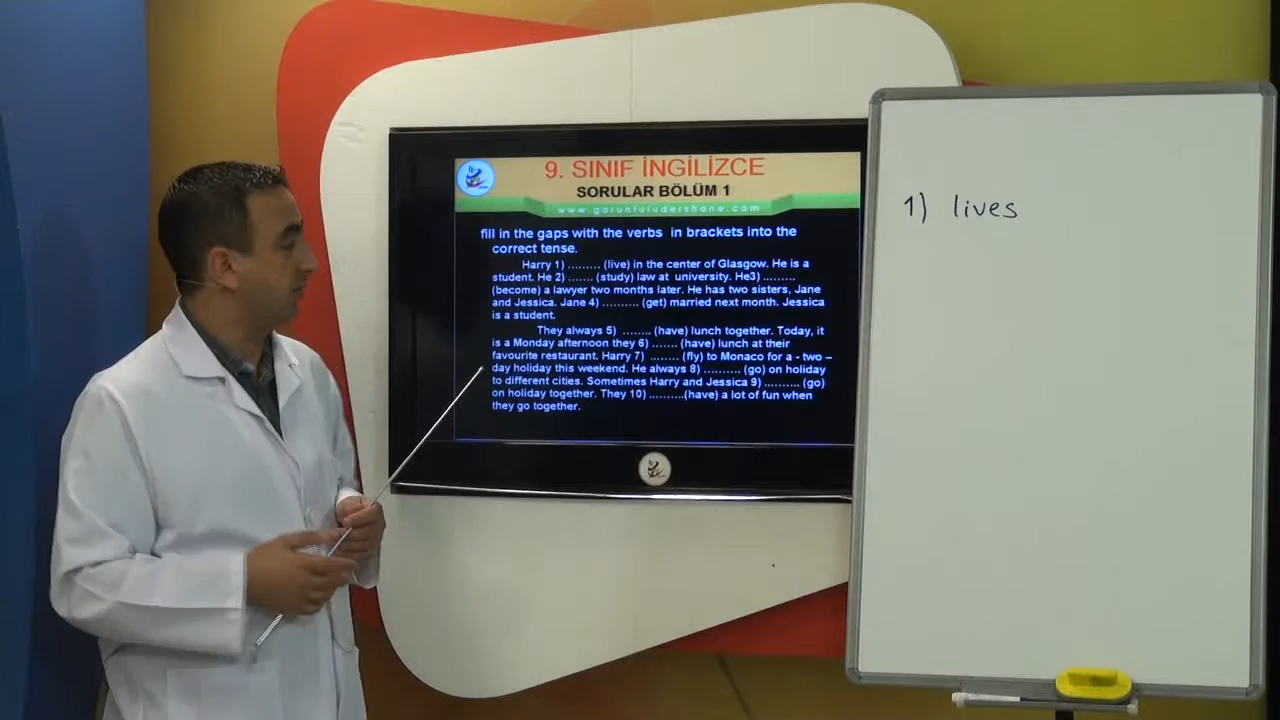 9. SINIF İNGİLİZCE
SORULAR BÖLÜM 1
www.goruntuludershane.com
fill in the gaps with the verbs in brackets into the
correct tense.
Harry 1) ......... (live) in the center of Glasgow. He is a
student. He 2) ....... (study) law at university. He3) .........
(become) a lawyer two months later. He has two sisters, Jane
and Jessica. Jane 4) .......... (get) married next month. Jessica
is a student.
They always 5) ........ (have) lunch together. Today, it
is a Monday afternoon they 6) ....... (have) lunch at their
favourite restaurant. Harry 7) ........ (fly) to Monaco for a - two –
day holiday this weekend. He always 8) .......... (go) on holiday
to different cities. Sometimes Harry and Jessica 9) .......... (go)
on holiday together. They 10) ..........(have) a lot of fun when
they go together.
1) lives